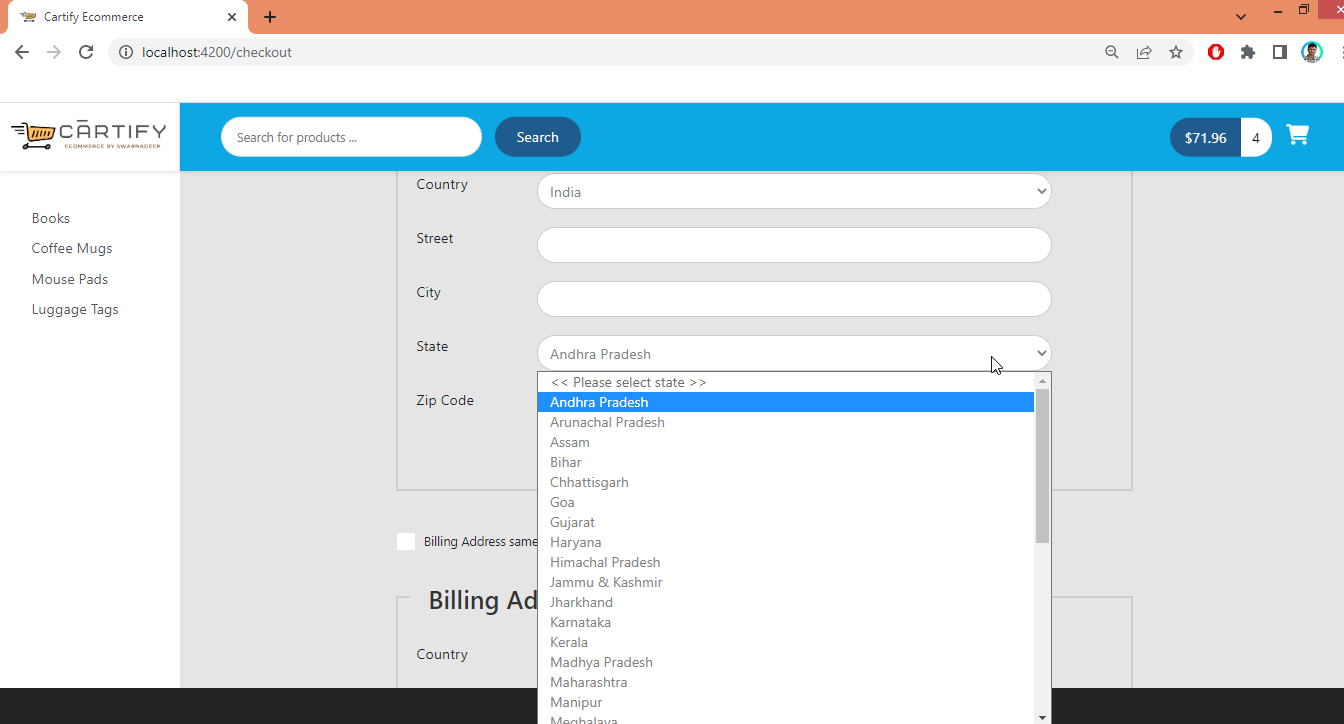 Cartify Ecommerce
localhost:4200/checkout
CARTIFY
ECOMMERCE BY SWARNADEEP
Search for products ...
Search
$71.96
4
Books
Coffee Mugs
Mouse Pads
Luggage Tags
Country
India
Street
City
State
Andhra Pradesh
<< Please select state >>
Andhra Pradesh
Zip Code
Arunachal Pradesh
Assam
Bihar
Chhattisgarh
Goa
Gujarat
Haryana
Himachal Pradesh
Jammu & Kashmir
Jharkhand
Karnataka
Kerala
Madhya Pradesh
Maharashtra
Manipur
Meghalaya
Billing Address same
Billing Ad
Country